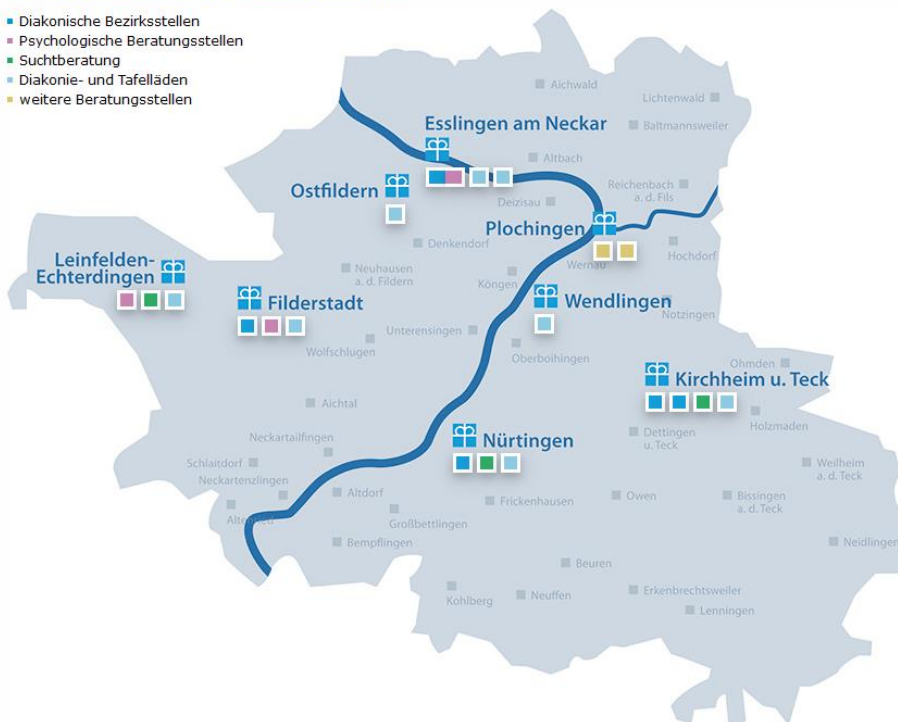 Diakonische Bezirksstellen
Psychologische Beratungsstellen
Suchtberatung
Diakonie- und Tafelläden
weitere Beratungsstellen
Aichwald
Lichtenwald
Baltmannsweiler
Esslingen am Neckar
Altbach
Ostfildern
Reichenbach
a. d. Fils
Deizisau
Plochingen
Denkendorf
Hochdorf
Leinfelden-
Echterdingen
Neuhausen
a. d. Fildern
Wernau
Köngen
Filderstadt
Wendlingen
Notzingen
Unterensingen
Wolfschlugen
Oberboihingen
Ohmden
Kirchheim u. Teck
Aichtal
Holzmaden
Neckartailfingen
Nürtingen
Dettingen
u. Teck
Schlaitdorf
Weilheim
a. d. Teck
Neckartenzlingen
Altdorf
Frickenhausen
Owen
Bissingen
a. d. Teck
Altenried
Großbettlingen
Bempflingen
Neidlingen
Beuren
Kohlberg
Neuffen
Erkenbrechtsweiler
Lenningen